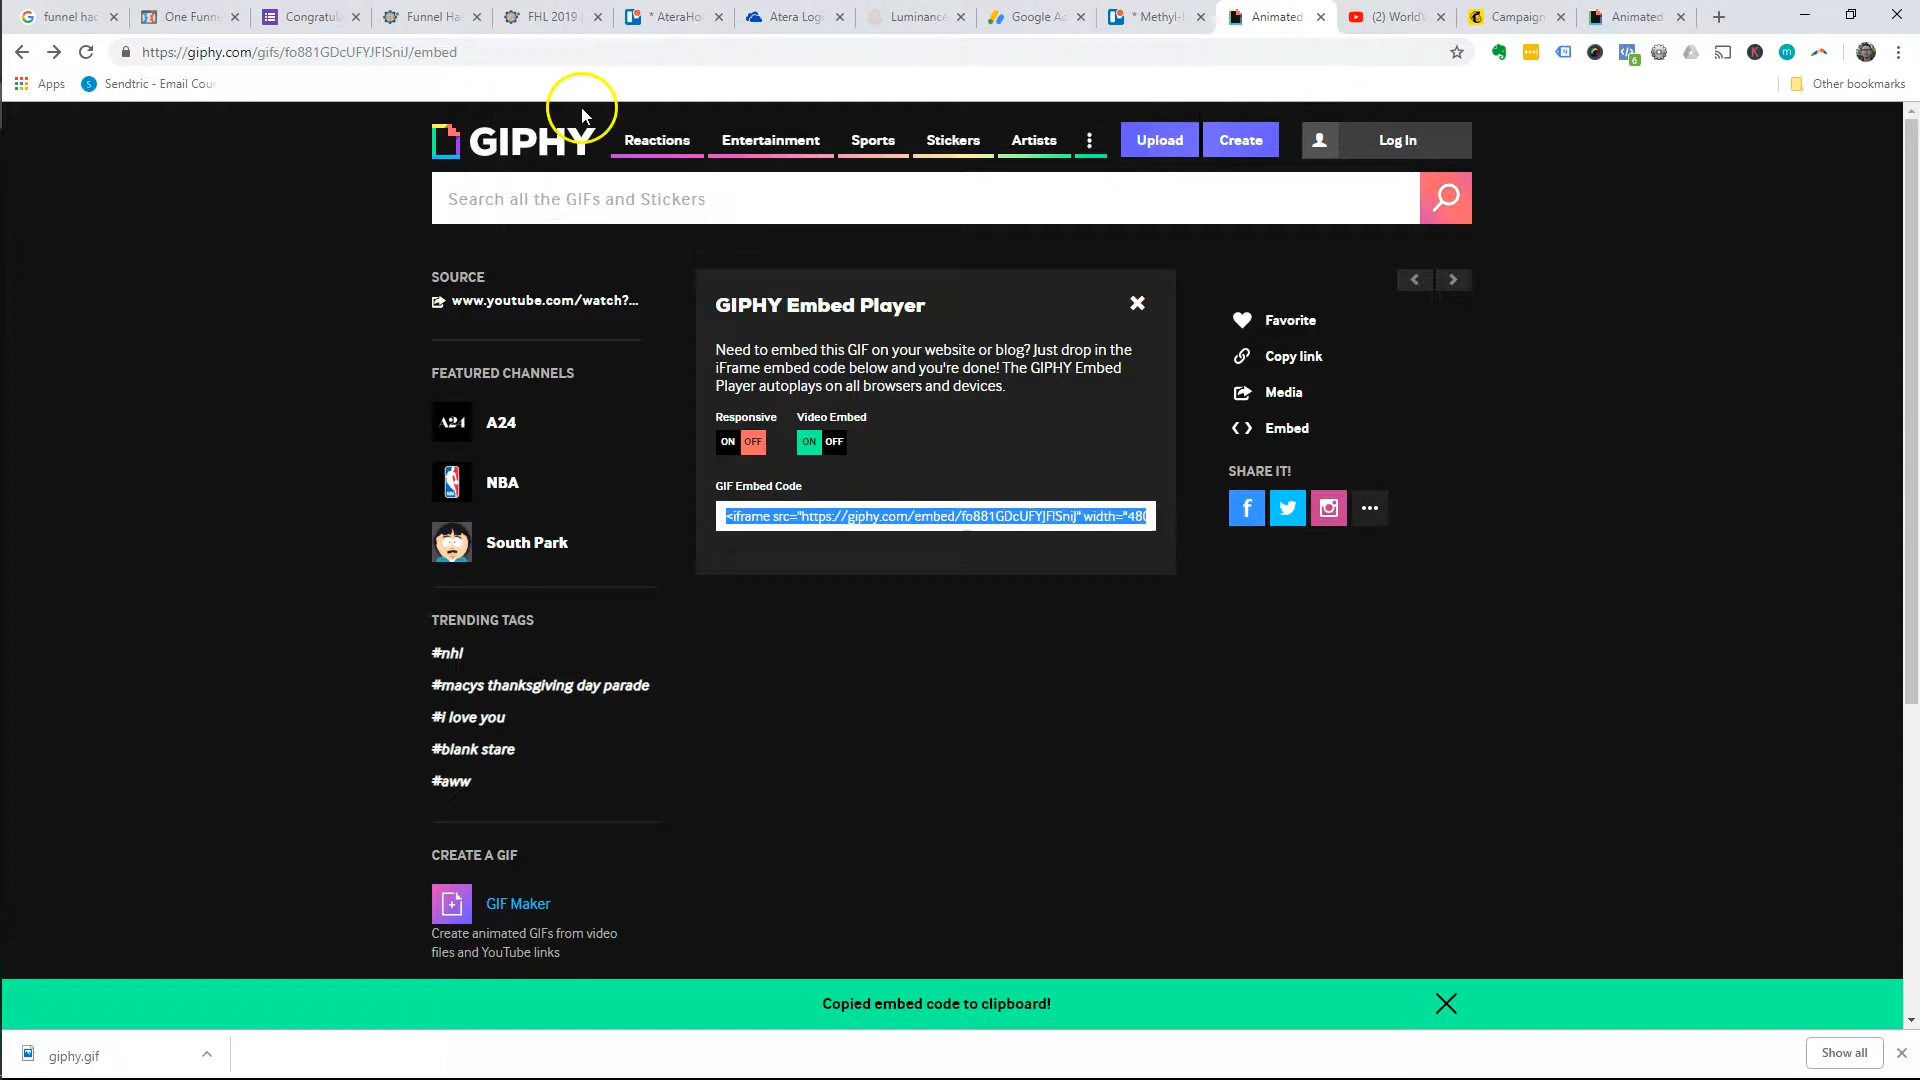 funnel hac
One Funne
Congratula
Funnel Ha
FHL 2019
* AteraHo
Atera Log
Luminance
Google Ac
* Methyl-
Animated
(2) WorldV
Campaign
Animated
https://giphy.com/gifs/fo881GDcUFYJFlSniJ/embed
6
Apps
Sendtric - Email Cou
Other bookmarks
GIPHY
Reactions
Entertainment
Sports
Stickers
Artists
Upload
Create
Log In
Search all the GIFs and Stickers
SOURCE
www.youtube.com/watch?...
FEATURED CHANNELS
A24
A24
NBA
South Park
TRENDING TAGS
#nhl
#macys thanksgiving day parade
#i love you
#blank stare
#aww
CREATE A GIF
GIF Maker
Create animated GIFs from video
files and YouTube links
GIPHY Embed Player
Need to embed this GIF on your website or blog? Just drop in the
iFrame embed code below and you're done! The GIPHY Embed
Player autoplays on all browsers and devices.
Responsive
Video Embed
ON OFF
ON OFF
GIF Embed Code
<iframe src="https://giphy.com/embed/fo881GDcUFYJFlSniJ" width="480
Favorite
Copy link
Media
Embed
SHARE IT!
Copied embed code to clipboard!
giphy.gif
Show all